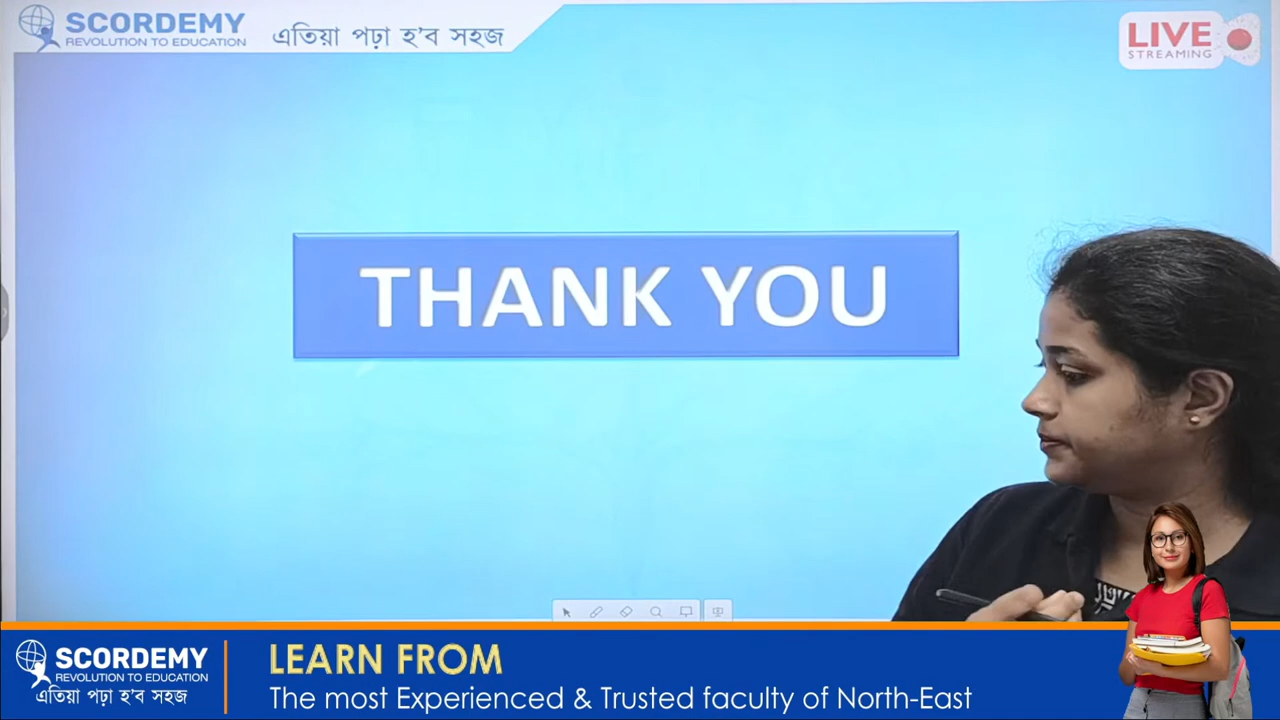 SCORDEMY
REVOLUTION TO EDUCATION
এতিয়া পঢ়া হ'ব সহজ
LIVE
STREAMING
THANK YOU
SCORDEMY
REVOLUTION TO EDUCATION
এতিয়া পঢ়া হ'ব সহজ
LEARN FROM
The most Experienced & Trusted faculty of North-East